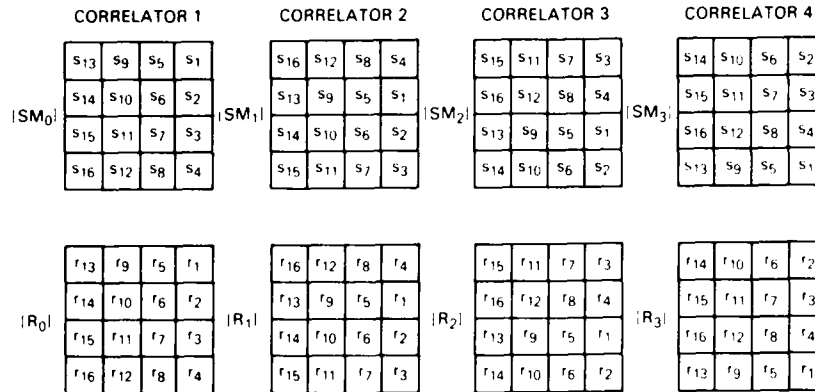 CORRELATOR 1 CORRELATOR 2 CORRELATOR 3 CORRELATOR 4
s13 s9 s5 s1 s16 s12 s8 s4 s15 s11 s7 s3 s14 s10 s6 s2
s14 s10 s6 s2 s13 s9 s5 s1 s16 s12 s8 s4 s15 s11 s7 s3
|SM0| |SM1| |SM2| |SM3|
s15 s11 s7 s3 s14 s10 s6 s2 s13 s9 s5 s1 s16 s12 s8 s4
s16 s12 s8 s4 s15 s11 s7 s3 s14 s10 s6 s2 s13 s9 s5 s1
r13 r9 r5 r1 r16 r12 r8 r4 r15 r11 r7 r3 r14 r10 r6 r2
r14 r10 r6 r2 r13 r9 r5 r1 r16 r12 r8 r4 r15 r11 r7 r3
|R0| |R1| |R2| |R3|
r15 r11 r7 r3 r14 r10 r6 r2 r13 r9 r5 r1 r16 r12 r8 r4
r16 r12 r8 r4 r15 r11 r7 r3 r14 r10 r6 r2 r13 r9 r5 r1